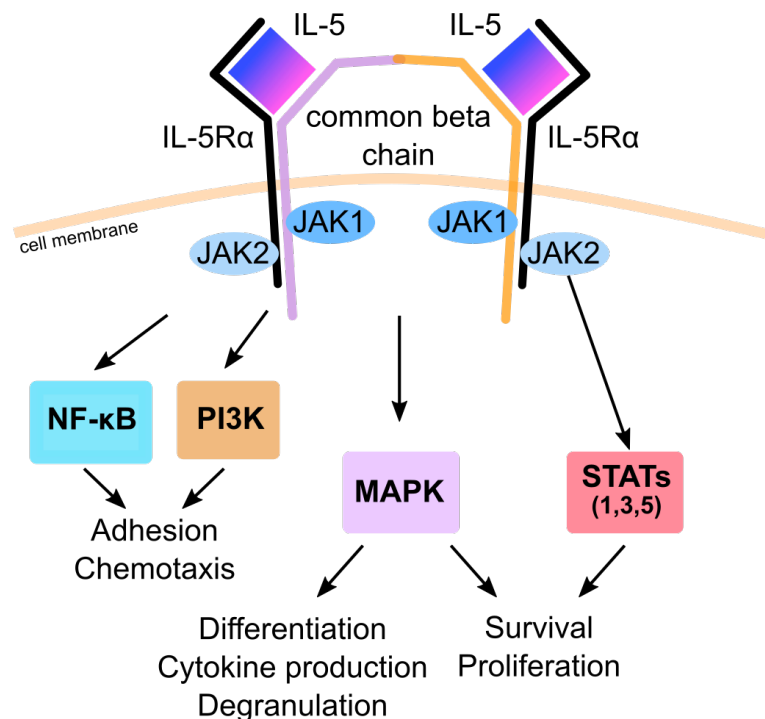 IL-5
IL-5
IL-5Rα
common beta
chain
IL-5Rα
cell membrane
JAK1
JAK1
JAK2
JAK2
NF-κB
PI3K
MAPK
STATs
(1,3,5)
Adhesion
Chemotaxis
Differentiation
Cytokine production
Degranulation
Survival
Proliferation